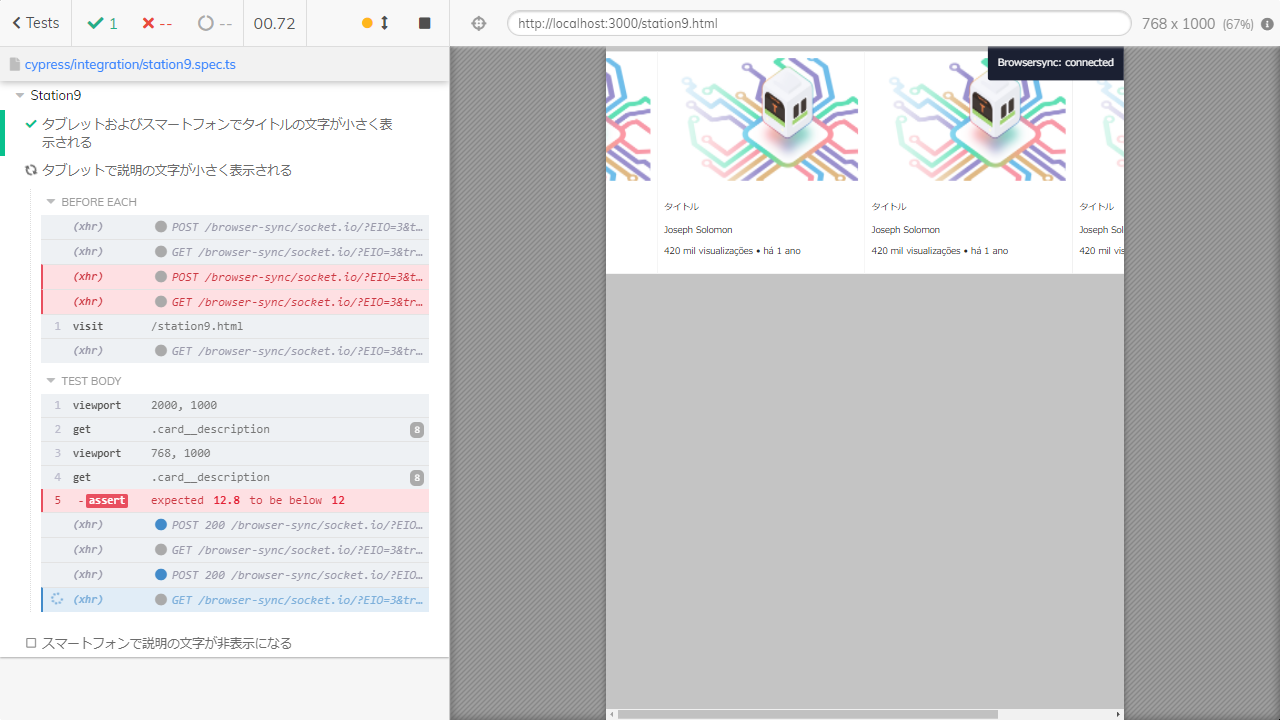 Tests
1
--
--
00.72
http://localhost:3000/station9.html
768 x 1000 (67%)
cypress/integration/station9.spec.ts
Station9
タブレットおよびスマートフォンでタイトルの文字が小さく表
示される
タブレットで説明の文字が小さく表示される
BEFORE EACH
(xhr) POST /browser-sync/socket.io/?EIO=3&tr…
(xhr) GET /browser-sync/socket.io/?EIO=3&tr…
(xhr) POST /browser-sync/socket.io/?EIO=3&t…
(xhr) GET /browser-sync/socket.io/?EIO=3&tr…
1 visit /station9.html
(xhr) GET /browser-sync/socket.io/?EIO=3&tr…
TEST BODY
1 viewport 2000, 1000
2 get .card__description 8
3 viewport 768, 1000
4 get .card__description 8
5 -assert expected 12.8 to be below 12
(xhr) POST 200 /browser-sync/socket.io/?EIO…
(xhr) GET /browser-sync/socket.io/?EIO=3&tr…
(xhr) POST 200 /browser-sync/socket.io/?EIO…
(xhr) GET /browser-sync/socket.io/?EIO=3&tr…
スマートフォンで説明の文字が非表示になる
Browsersync: connected
タイトル
Joseph Solomon
420 mil visualizações • há 1 ano
タイトル
Joseph Solomon
420 mil visualizações • há 1 ano
タイトル
Joseph Sol
420 mil vis